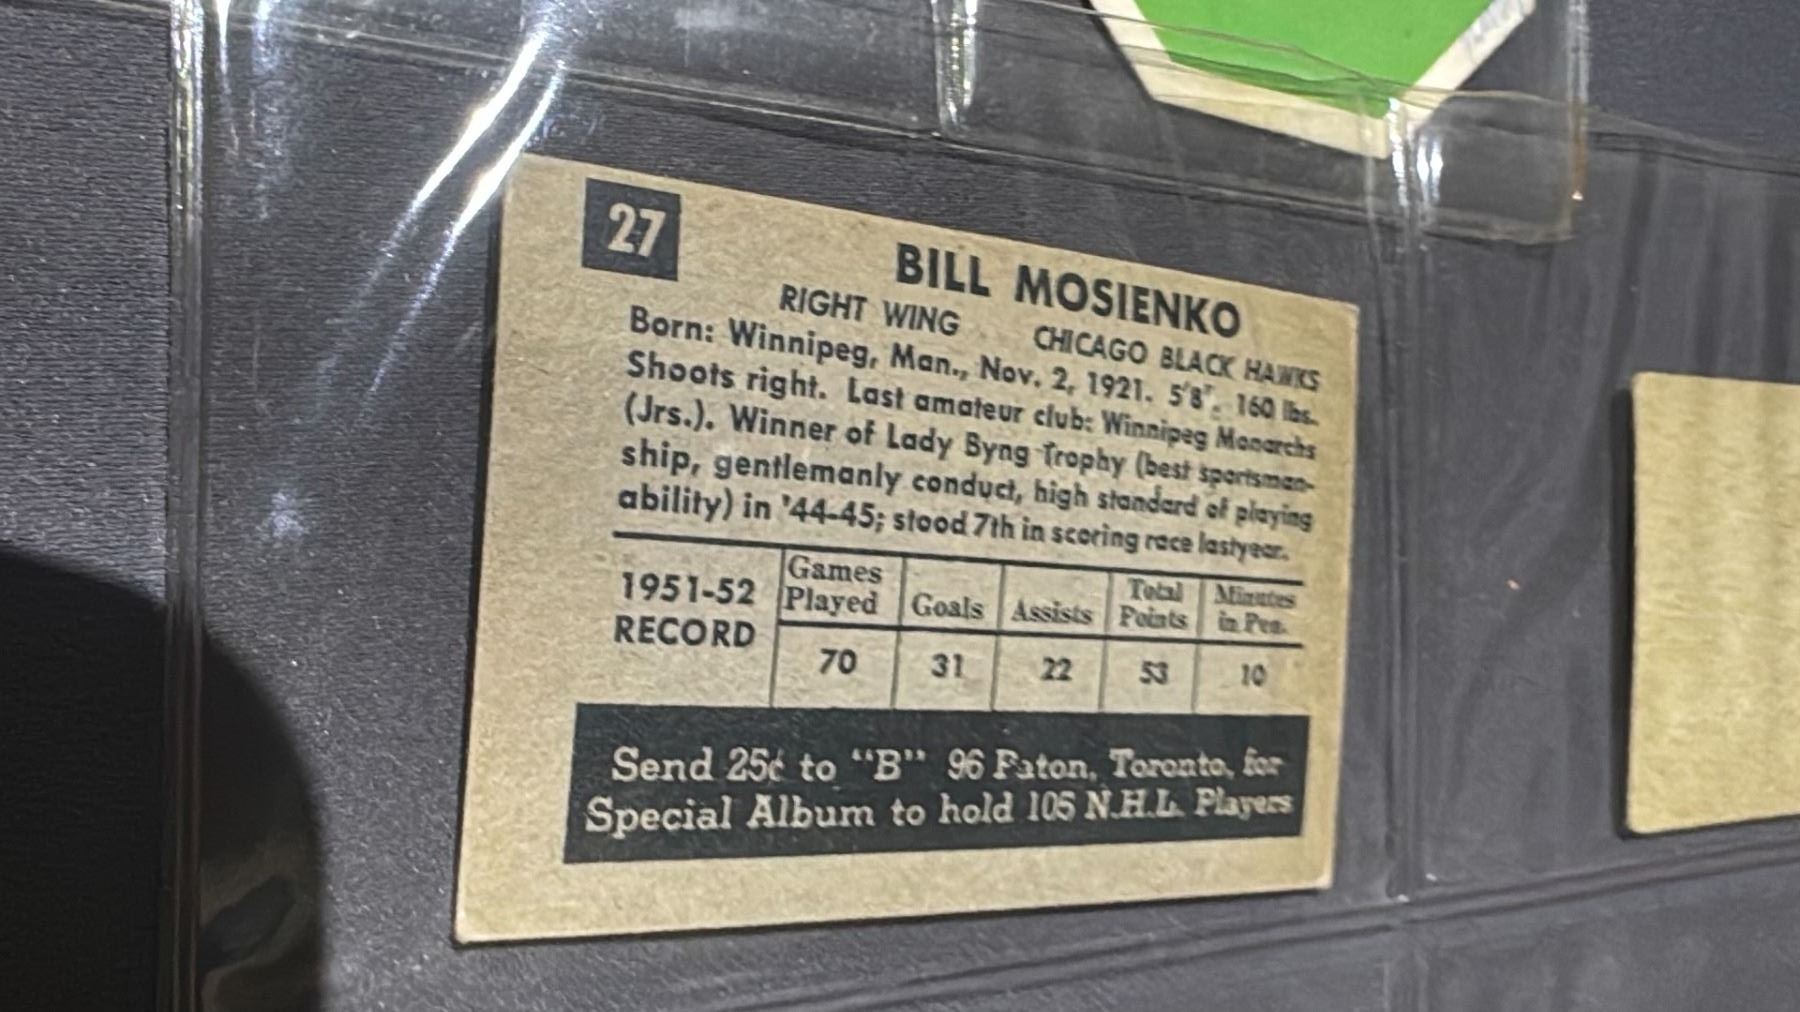 27
BILL MOSIENKO
RIGHT WING CHICAGO BLACK HAWKS
Born: Winnipeg, Man., Nov. 2, 1921. 5'8", 160 lbs.
Shoots right. Last amateur club: Winnipeg Monarchs
(Jrs.). Winner of Lady Byng Trophy (best sportsman-
ship, gentlemanly conduct, high standard of playing
ability) in '44-45; stood 7th in scoring race last year.
1951-52 RECORD
Games Played Goals Assists Total Points Minutes in Pen.
70 31 22 53 10
Send 25¢ to "B" 96 Eaton, Toronto, for
Special Album to hold 105 N.H.L. Players